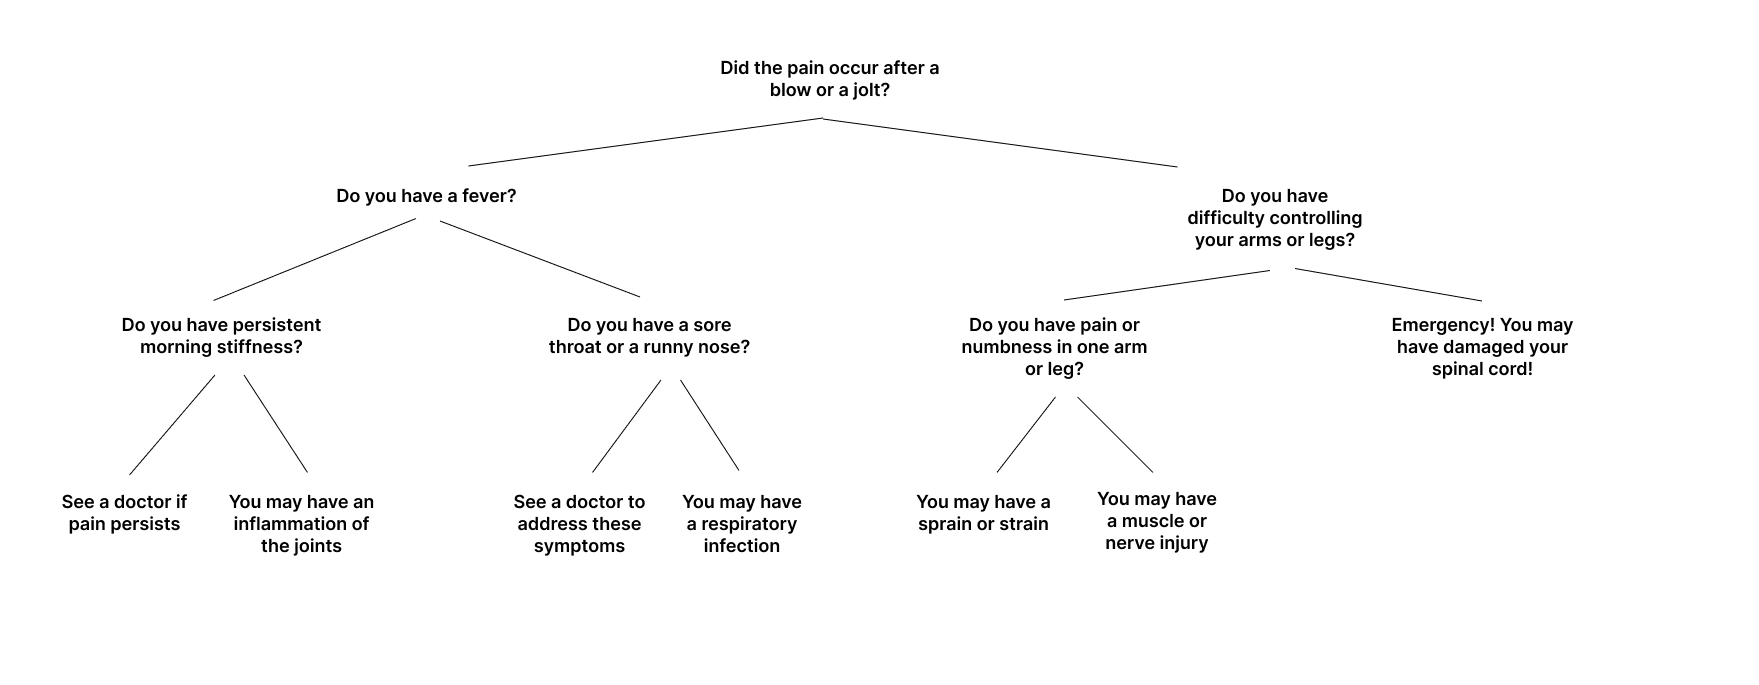 Did the pain occur after a
blow or a jolt?
Do you have a fever?
Do you have
difficulty controlling
your arms or legs?
Do you have persistent
morning stiffness?
Do you have a sore
throat or a runny nose?
Do you have pain or
numbness in one arm
or leg?
Emergency! You may
have damaged your
spinal cord!
See a doctor if
pain persists
You may have an
inflammation of
the joints
See a doctor to
address these
symptoms
You may have
a respiratory
infection
You may have a
sprain or strain
You may have
a muscle or
nerve injury